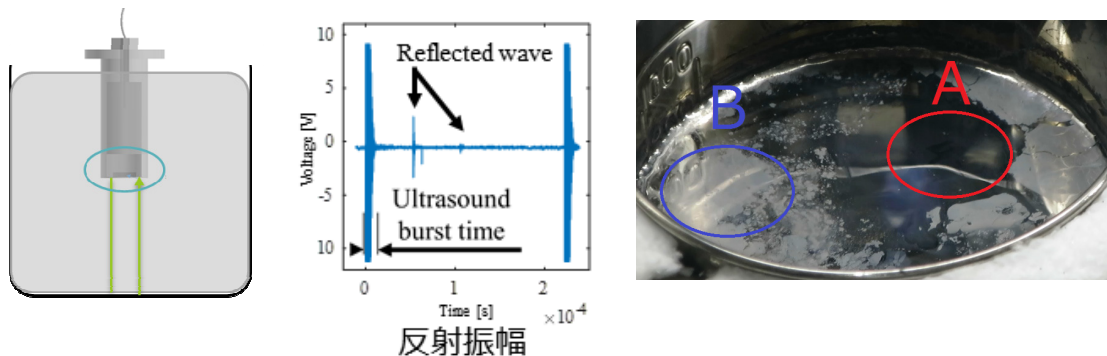 10
5
0
-5
10
Voltage [V]
Reflected wave
Ultrasound
burst time
0
1
2
Time [s]
×10⁻⁴
反射振幅
B
A